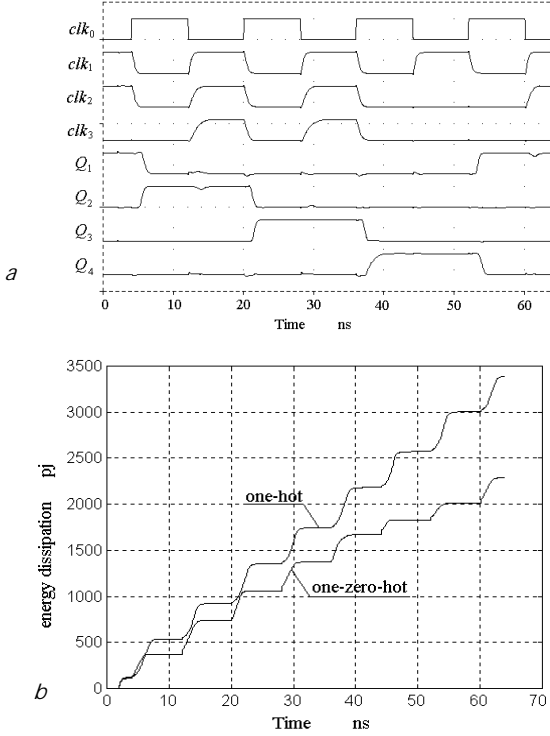 clk0
clk1
clk2
clk3
Q1
Q2
Q3
Q4
a
0 10 20 30 40 50 60
Time ns
3500
3000
2500
2000
1500
1000
500
0
energy dissipation pj
one-hot
one-zero-hot
b
0 10 20 30 40 50 60 70
Time ns